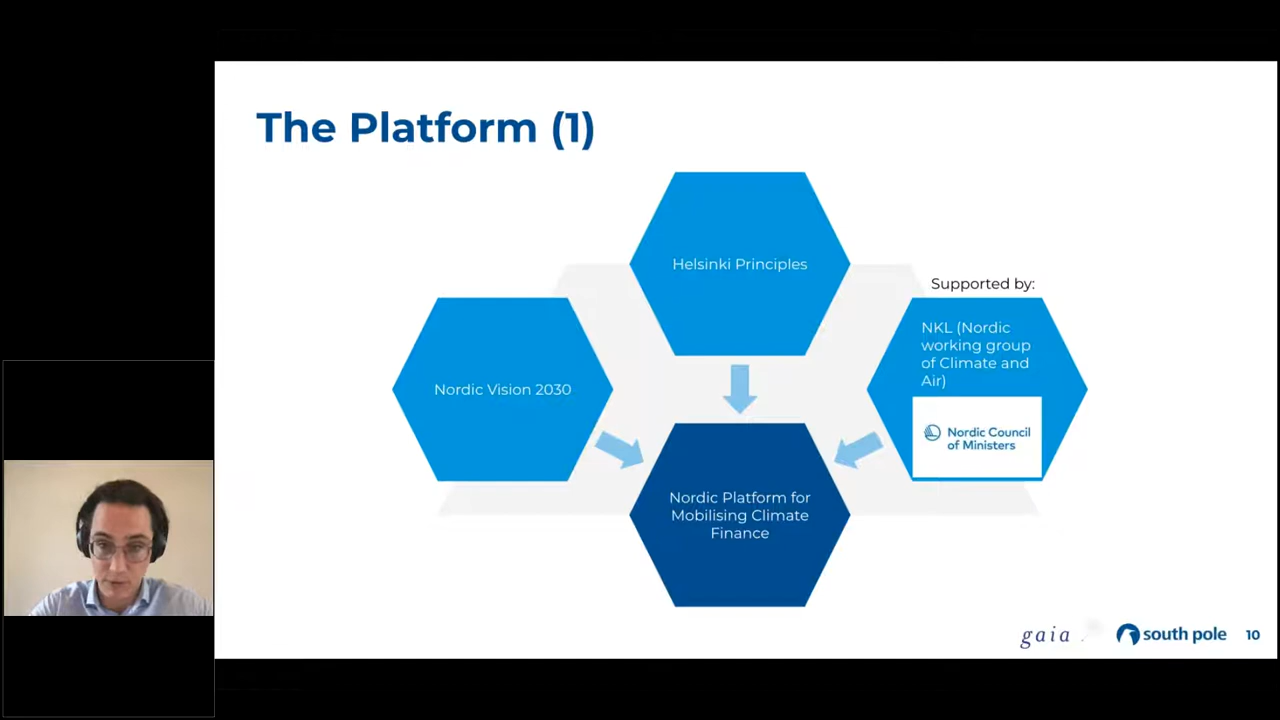 The Platform (1)
Helsinki Principles
Supported by:
Nordic Vision 2030
NKL (Nordic
working group
of Climate and
Air)
Nordic Council
of Ministers
Nordic Platform for
Mobilising Climate
Finance
gaia
south pole
10